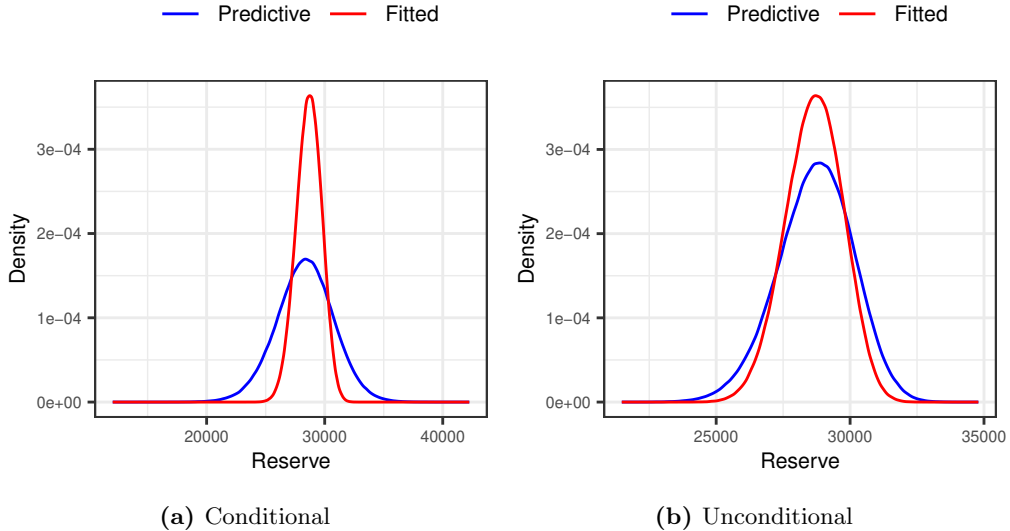 Predictive Fitted
Density
3e−04
2e−04
1e−04
0e+00
20000 30000 40000
Reserve
(a) Conditional
Predictive Fitted
Density
3e−04
2e−04
1e−04
0e+00
25000 30000 35000
Reserve
(b) Unconditional